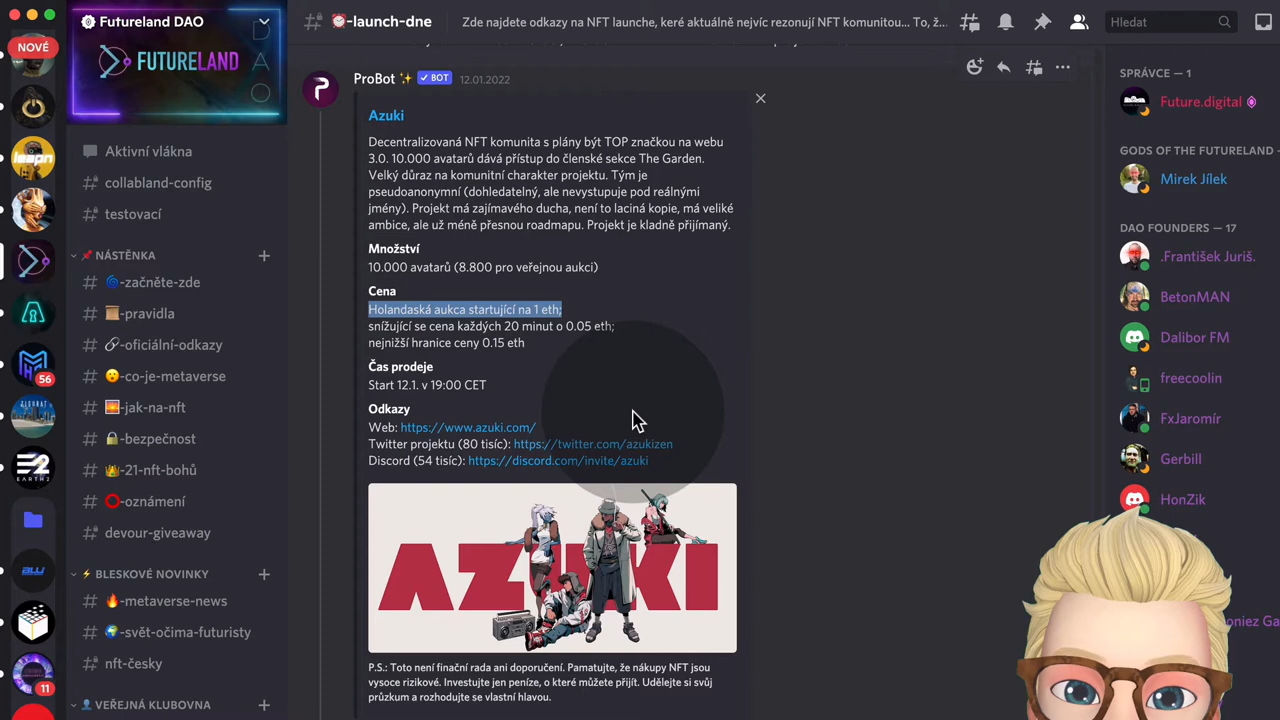 NOVÉ
leapn
56
ZIGURAT
E2
EARTH2
BLU
11
Futureland DAO
FUTURELAND
D
A
O
Aktivní vlákna
collabland-config
testovací
NÁSTĚNKA
-začněte-zde
-pravidla
-oficiální-odkazy
-co-je-metaverse
-jak-na-nft
-bezpečnost
-21-nft-bohů
-oznámení
devour-giveaway
BLESKOVÉ NOVINKY
-metaverse-news
-svět-očima-futuristy
nft-česky
VEŘEJNÁ KLUBOVNA
-launch-dne
Zde najdete odkazy na NFT launche, keré aktuálně nejvíc rezonují NFT komunitou... To, ž...
Hledat
ProBot BOT 12.01.2022
Azuki
Decentralizovaná NFT komunita s plány být TOP značkou na webu
3.0. 10.000 avatarů dává přístup do členské sekce The Garden.
Velký důraz na komunitní charakter projektu. Tým je
pseudoanonymní (dohledatelný, ale nevystupuje pod reálnými
jmény). Projekt má zajímavého ducha, není to laciná kopie, má veliké
ambice, ale už méně přesnou roadmapu. Projekt je kladně přijímaný.
Množství
10.000 avatarů (8.800 pro veřejnou aukci)
Cena
Holandaská aukca startující na 1 eth;
snížující se cena každých 20 minut o 0.05 eth;
nejnižší hranice ceny 0.15 eth
Čas prodeje
Start 12.1. v 19:00 CET
Odkazy
Web: https://www.azuki.com/
Twitter projektu (80 tisíc): https://twitter.com/azukizen
Discord (54 tisíc): https://discord.com/invite/azuki
AZUKI
P.S.: Toto není finační rada ani doporučení. Pamatujte, že nákupy NFT jsou
vysoce rizikové. Investujte jen peníze, o které můžete přijít. Udělejte si svůj
průzkum a rozhodujte se vlastní hlavou.
SPRÁVCE — 1
Future.digital
GODS OF THE FUTURELAND —
Mirek Jílek
DAO FOUNDERS — 17
.František Juriš.
BetonMAN
Dalibor FM
freecoolin
FxJaromír
Gerbill
HonZik
oniez Ga